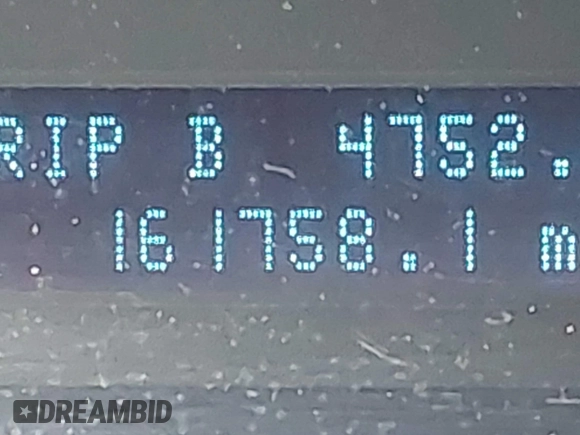 RIP B 4752.
161758.1 m
DREAMBID